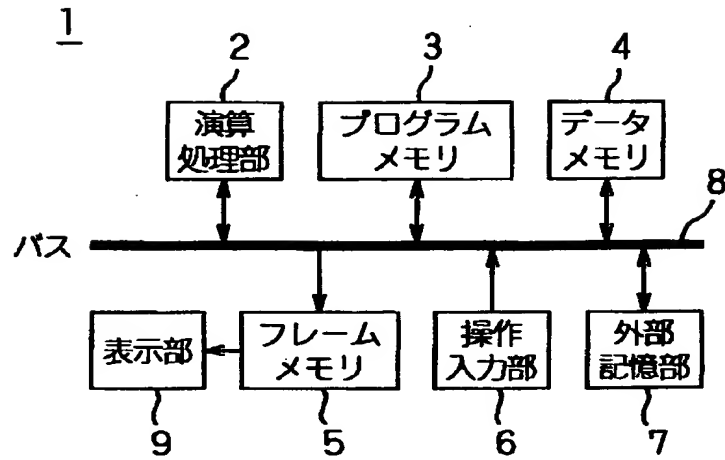 1
2
3
4
演算
処理部
プログラム
メモリ
データ
メモリ
8
バス
表示部
フレーム
メモリ
操作
入力部
外部
記憶部
9
5
6
7